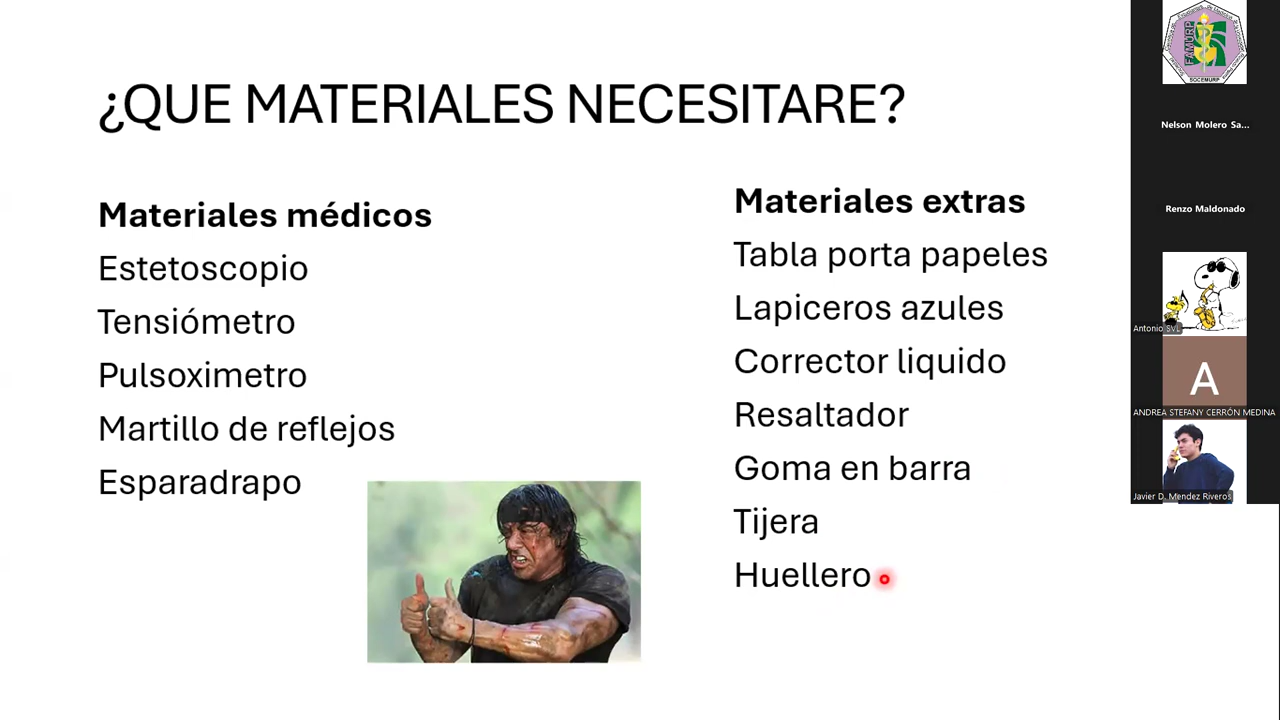 ¿QUE MATERIALES NECESITARE?
Materiales médicos
Estetoscopio
Tensiómetro
Pulsoximetro
Martillo de reflejos
Esparadrapo
Materiales extras
Tabla porta papeles
Lapiceros azules
Corrector liquido
Resaltador
Goma en barra
Tijera
Huellero
FAMURP
SOCEMURP
Nelson Molero Sa...
Renzo Maldonado
Antonio SVL
A
ANDREA STEFANY CERRÓN MEDINA
Javier D. Mendez Riveros